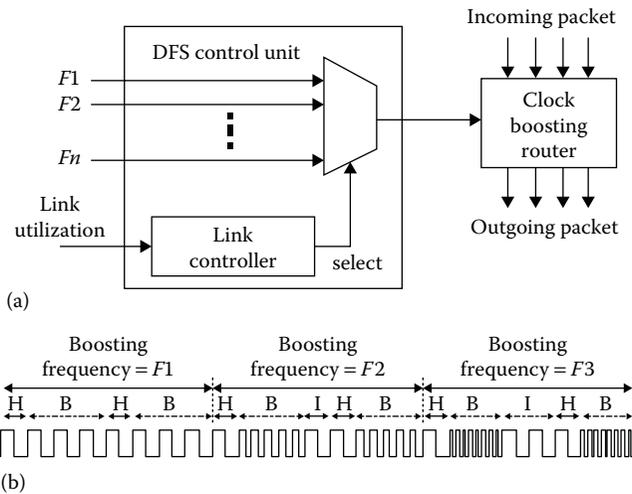 Incoming packet
DFS control unit
F1
F2
Fn
Clock
boosting
router
Link
utilization
Link
controller
select
Outgoing packet
(a)
Boosting
frequency = F1
Boosting
frequency = F2
Boosting
frequency = F3
H B H B H B I H B H B I H B
(b)